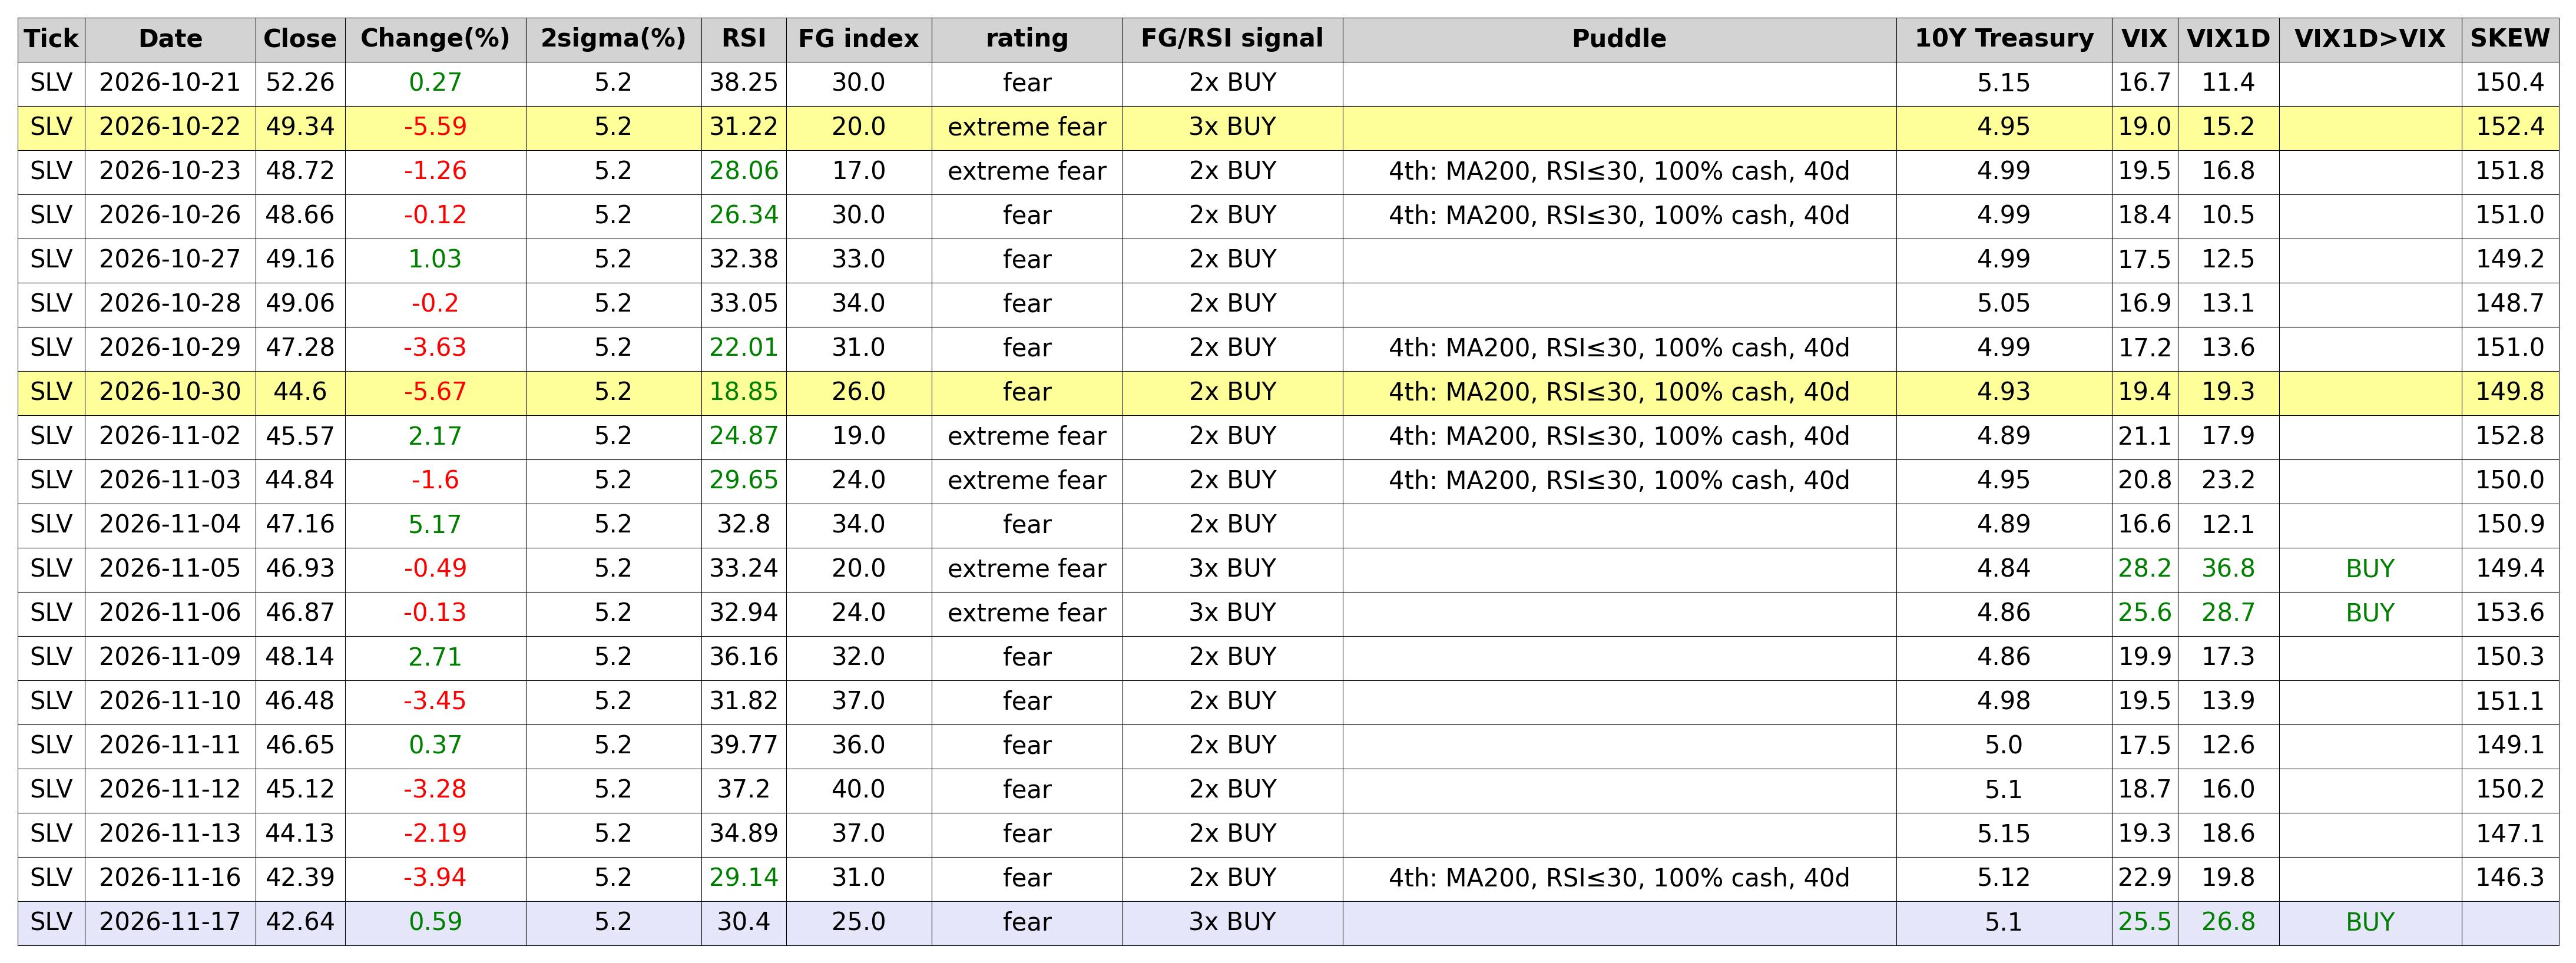 Tick Date Close Change(%) 2sigma(%) RSI FG index rating FG/RSI signal Puddle 10Y Treasury VIX VIX1D VIX1D>VIX SKEW
SLV 2026-10-21 52.26 0.27 5.2 38.25 30.0 fear 2x BUY 5.15 16.7 11.4 150.4
SLV 2026-10-22 49.34 -5.59 5.2 31.22 20.0 extreme fear 3x BUY 4.95 19.0 15.2 152.4
SLV 2026-10-23 48.72 -1.26 5.2 28.06 17.0 extreme fear 2x BUY 4th: MA200, RSI≤30, 100% cash, 40d 4.99 19.5 16.8 151.8
SLV 2026-10-26 48.66 -0.12 5.2 26.34 30.0 fear 2x BUY 4th: MA200, RSI≤30, 100% cash, 40d 4.99 18.4 10.5 151.0
SLV 2026-10-27 49.16 1.03 5.2 32.38 33.0 fear 2x BUY 4.99 17.5 12.5 149.2
SLV 2026-10-28 49.06 -0.2 5.2 33.05 34.0 fear 2x BUY 5.05 16.9 13.1 148.7
SLV 2026-10-29 47.28 -3.63 5.2 22.01 31.0 fear 2x BUY 4th: MA200, RSI≤30, 100% cash, 40d 4.99 17.2 13.6 151.0
SLV 2026-10-30 44.6 -5.67 5.2 18.85 26.0 fear 2x BUY 4th: MA200, RSI≤30, 100% cash, 40d 4.93 19.4 19.3 149.8
SLV 2026-11-02 45.57 2.17 5.2 24.87 19.0 extreme fear 2x BUY 4th: MA200, RSI≤30, 100% cash, 40d 4.89 21.1 17.9 152.8
SLV 2026-11-03 44.84 -1.6 5.2 29.65 24.0 extreme fear 2x BUY 4th: MA200, RSI≤30, 100% cash, 40d 4.95 20.8 23.2 150.0
SLV 2026-11-04 47.16 5.17 5.2 32.8 34.0 fear 2x BUY 4.89 16.6 12.1 150.9
SLV 2026-11-05 46.93 -0.49 5.2 33.24 20.0 extreme fear 3x BUY 4.84 28.2 36.8 BUY 149.4
SLV 2026-11-06 46.87 -0.13 5.2 32.94 24.0 extreme fear 3x BUY 4.86 25.6 28.7 BUY 153.6
SLV 2026-11-09 48.14 2.71 5.2 36.16 32.0 fear 2x BUY 4.86 19.9 17.3 150.3
SLV 2026-11-10 46.48 -3.45 5.2 31.82 37.0 fear 2x BUY 4.98 19.5 13.9 151.1
SLV 2026-11-11 46.65 0.37 5.2 39.77 36.0 fear 2x BUY 5.0 17.5 12.6 149.1
SLV 2026-11-12 45.12 -3.28 5.2 37.2 40.0 fear 2x BUY 5.1 18.7 16.0 150.2
SLV 2026-11-13 44.13 -2.19 5.2 34.89 37.0 fear 2x BUY 5.15 19.3 18.6 147.1
SLV 2026-11-16 42.39 -3.94 5.2 29.14 31.0 fear 2x BUY 4th: MA200, RSI≤30, 100% cash, 40d 5.12 22.9 19.8 146.3
SLV 2026-11-17 42.64 0.59 5.2 30.4 25.0 fear 3x BUY 5.1 25.5 26.8 BUY